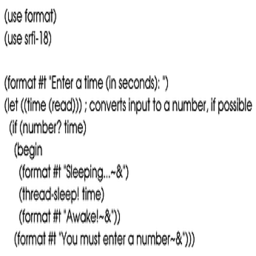 (use format)
(use srfi-18)
(format #t "Enter a time (in seconds): ")
(let ((time (read))) ; converts input to a number, if possible
(if (number? time)
(begin
(format #t "Sleeping...~&")
(thread-sleep! time)
(format #t "Awake!~&"))
(format #t "You must enter a number~&")))